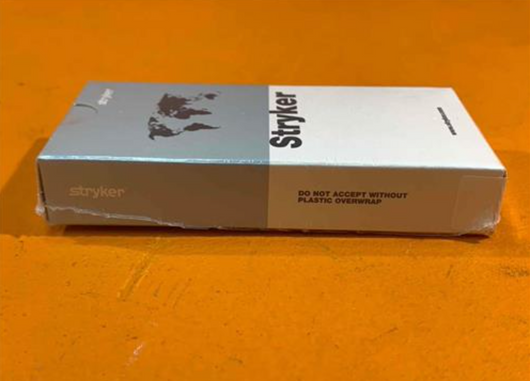 stryker
Stryker
stryker
DO NOT ACCEPT WITHOUT
PLASTIC OVERWRAP